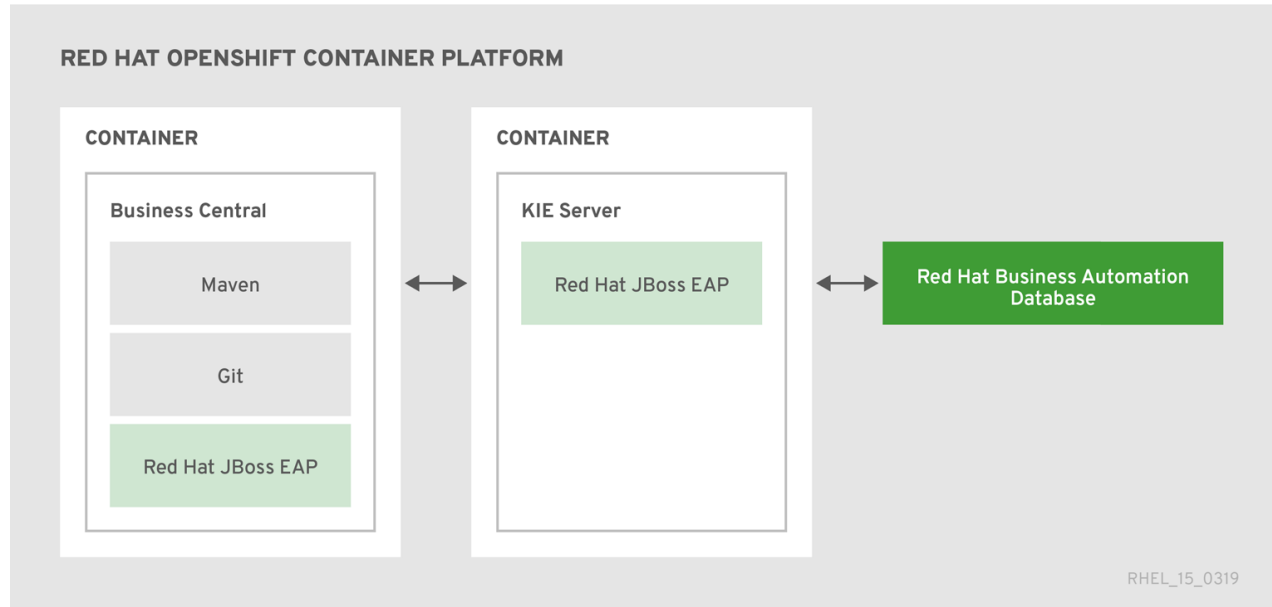 RED HAT OPENSHIFT CONTAINER PLATFORM
CONTAINER
Business Central
Maven
Git
Red Hat JBoss EAP
CONTAINER
KIE Server
Red Hat JBoss EAP
Red Hat Business Automation
Database
RHEL_15_0319